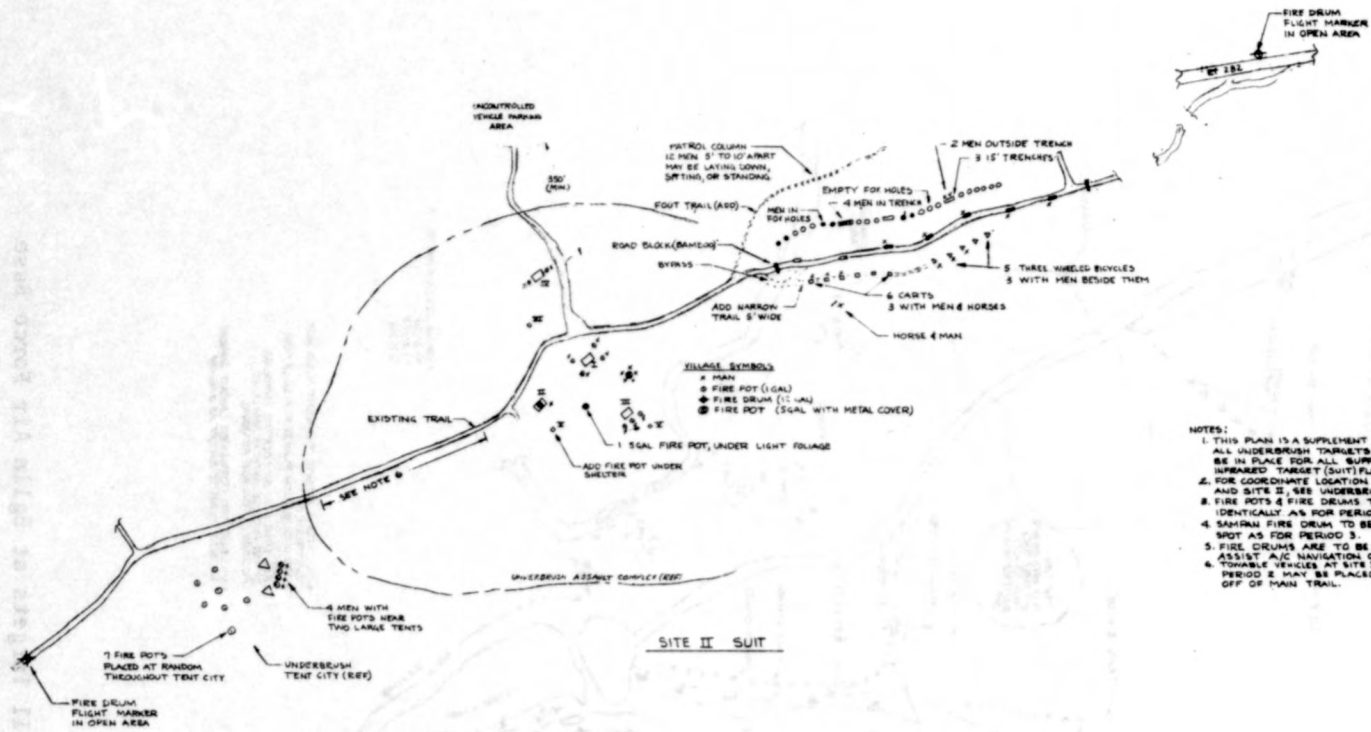 FIRE DRUM
FLIGHT MARKER
IN OPEN AREA
RT 282
UNCONTROLLED
VEHICLE PARKING
AREA
350'
(MIN.)
PATROL COLUMN
12 MEN 5' TO 10' APART
MAY BE LAYING DOWN,
SITTING, OR STANDING
2 MEN OUTSIDE TRENCH
3 15' TRENCHES
EMPTY FOX HOLES
4 MEN IN TRENCH
MEN IN
FOX HOLES
FOUT TRAIL (ADD)
ROAD BLOCK (BAMBOO)
BYPASS
ADD NARROW
TRAIL 5' WIDE
6 CARTS
3 WITH MEN & HORSES
5 THREE WHEELED BICYCLES
3 WITH MEN BESIDE THEM
HORSE & MAN
VILLAGE SYMBOLS
x MAN
FIRE POT (1 GAL)
FIRE DRUM
FIRE POT (5GAL WITH METAL COVER)
EXISTING TRAIL
1 5GAL FIRE POT, UNDER LIGHT FOLIAGE
ADD FIRE POT UNDER
SHELTER
SEE NOTE 6
UNDERBRUSH ASSAULT COMPLEX (REF)
4 MEN WITH
FIRE POTS NEAR
TWO LARGE TENTS
7 FIRE POTS
PLACED AT RANDOM
THROUGHOUT TENT CITY
UNDERBRUSH
TENT CITY (REF)
FIRE DRUM
FLIGHT MARKER
IN OPEN AREA
SITE II SUIT
NOTES:
1. THIS PLAN IS A SUPPLEMENT
ALL UNDERBRUSH TARGETS
BE IN PLACE FOR ALL
INFRARED TARGET (SUIT)
2. FOR COORDINATE LOCATION
AND SITE II, SEE
3. FIRE POTS & FIRE DRUMS
IDENTICALLY AS FOR
4. SAMPAN FIRE DRUM TO BE
SPOT AS FOR PERIOD 3.
5. FIRE DRUMS ARE TO BE
ASSIST A/C NAVIGATION
6. TOWABLE VEHICLES AT SITE
PERIOD 2 MAY BE
OFF OF MAIN TRAIL.